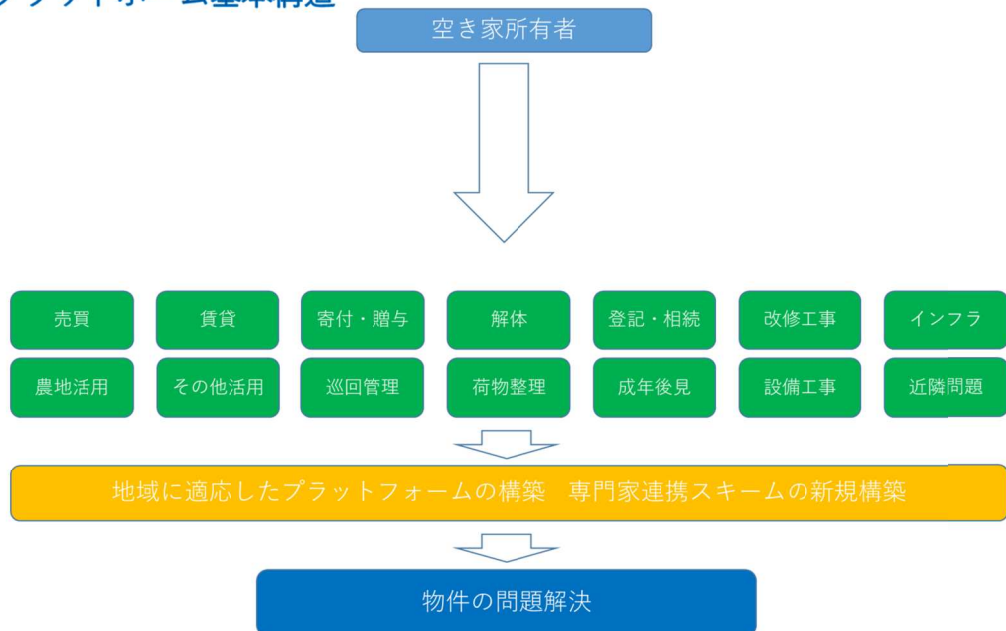 プラットホーム基本構造
空き家所有者
売買 賃貸 寄付・贈与 解体 登記・相続 改修工事 インフラ
農地活用 その他活用 巡回管理 荷物整理 成年後見 設備工事 近隣問題
地域に適応したプラットフォームの構築 専門家連携スキームの新規構築
物件の問題解決